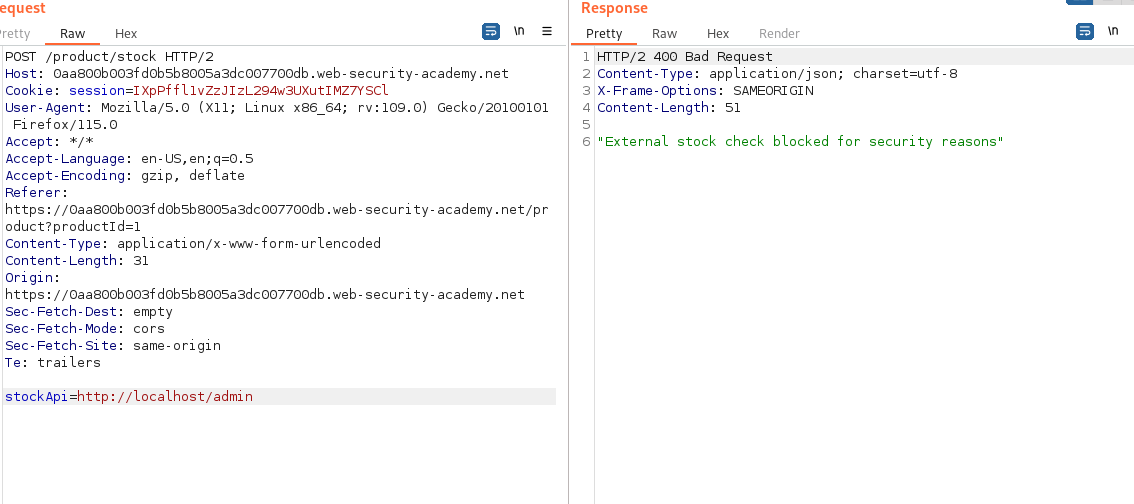 equest
retty Raw Hex \n
POST /product/stock HTTP/2
Host: 0aa800b003fd0b5b8005a3dc007700db.web-security-academy.net
Cookie: session=IXpPffl1vZzJIzL294w3UXutIMZ7YSCl
User-Agent: Mozilla/5.0 (X11; Linux x86_64; rv:109.0) Gecko/20100101
Firefox/115.0
Accept: */*
Accept-Language: en-US,en;q=0.5
Accept-Encoding: gzip, deflate
Referer:
https://0aa800b003fd0b5b8005a3dc007700db.web-security-academy.net/pr
oduct?productId=1
Content-Type: application/x-www-form-urlencoded
Content-Length: 31
Origin:
https://0aa800b003fd0b5b8005a3dc007700db.web-security-academy.net
Sec-Fetch-Dest: empty
Sec-Fetch-Mode: cors
Sec-Fetch-Site: same-origin
Te: trailers
stockApi=http://localhost/admin
Response
Pretty Raw Hex Render \n
1 HTTP/2 400 Bad Request
2 Content-Type: application/json; charset=utf-8
3 X-Frame-Options: SAMEORIGIN
4 Content-Length: 51
5
6 "External stock check blocked for security reasons"